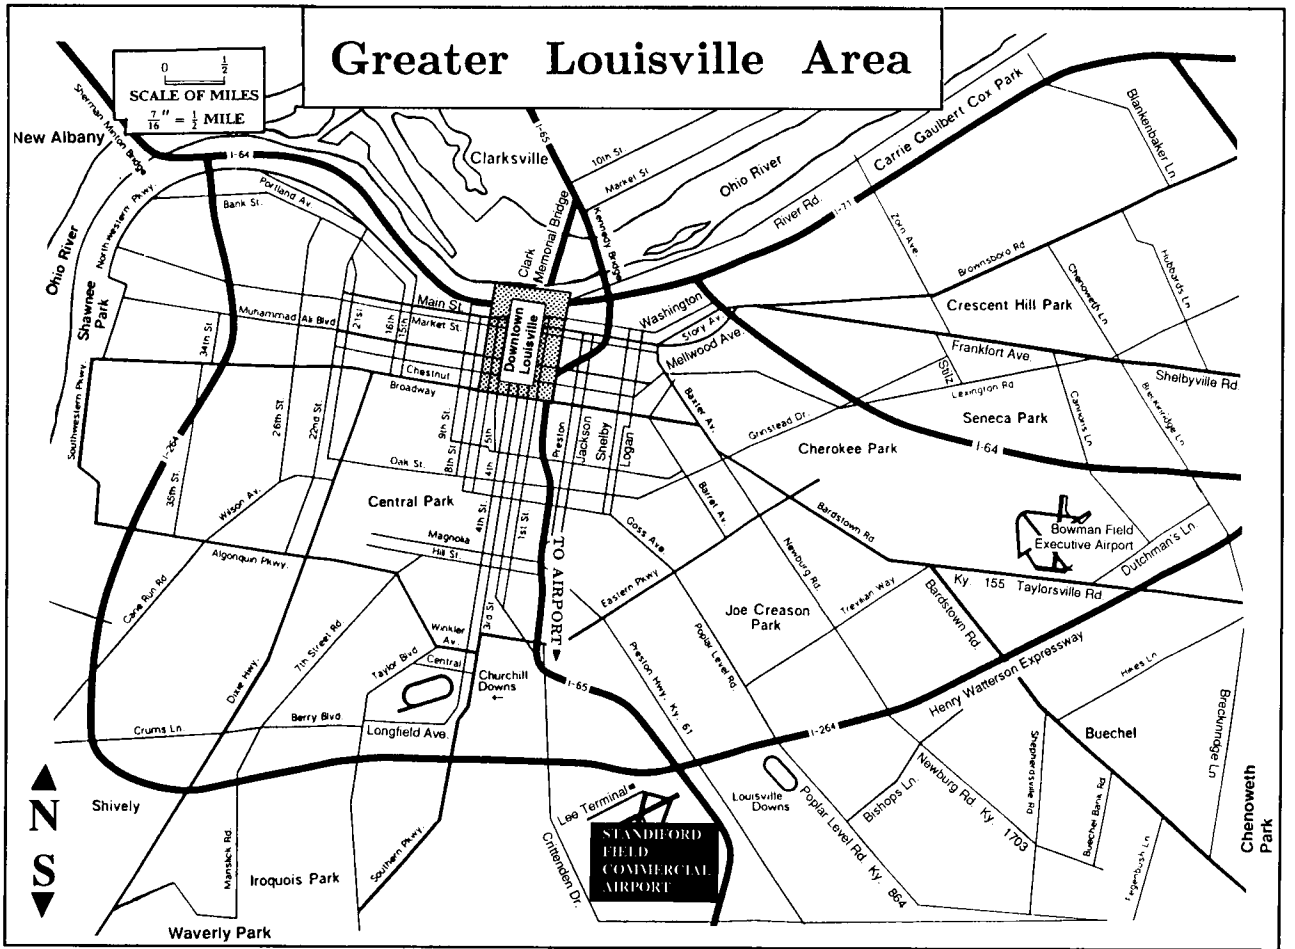 Greater Louisville Area
0 1/2
SCALE OF MILES
7/16" = 1/2 MILE
New Albany
Sherman Minton Bridge
I-64
Clarksville
I-65
10th St.
Market St
Ohio River
Carrie Gaulbert Cox Park
Blankenbaker Ln
River Rd.
I-71
Zorn Ave.
Brownsboro Rd
Hubbards Ln
Chenoweth Ln
Crescent Hill Park
Northwestern Pkwy.
Portland Av.
Bank St.
Ohio River
Shawnee
Park
Clark
Memorial Bridge
Kennedy Bridge
Main St.
Market St.
Muhammad Ali Blvd
34th St.
21st
16th
15th
Downtown
Louisville
Washington
Story Av.
Mellwood Ave.
Frankfort Ave.
Stilz
Shelbyville Rd.
Lexington Rd
Seneca Park
Cannons Ln
Breckinridge Ln
Chestnut
Broadway
Baxter Av.
Grinstead Dr.
Cherokee Park
I-64
Southwestern Pkwy.
26th St.
22nd St.
9th St.
8th St.
5th
4th
Preston
Jackson
Shelby
Logan
I-264
35th St.
Oak St.
Wilson Av.
Central Park
4th St.
1st St.
Barret Av.
Bardstown Rd
Goss Ave.
Newburg Rd.
Bowman Field
Executive Airport
Dutchman's Ln
Magnolia
Hill St.
Algonquin Pkwy.
TO AIRPORT
Eastern Pkwy
Ky. 155 Taylorsville Rd
Cane Run Rd
Trevilian Way
Bardstown Rd.
Joe Creason
Park
7th Street Rd.
Winkler
Av.
3rd St
Dixie Hwy.
Taylor Blvd
Central
Churchill
Downs
Preston Hwy. Ky. 61
Poplar Level Rd.
Henry Watterson Expressway
Hikes Ln
Breckinridge Ln
I-65
Crums Ln.
Berry Blvd
Longfield Ave.
I-264
Buechel
N
S
Shively
Lee Terminal
Louisville
Downs
Poplar Level Rd. Ky. 864
Bishops Ln.
Newburg Rd. Ky. 1703
Shepherdsville Rd
Buechel Bank Rd
Fegenbush Ln
Chenoweth
Park
STANDIFORD
FIELD
COMMERCIAL
AIRPORT
Crittenden Dr.
Manslick Rd.
Iroquois Park
Southern Pkwy.
Waverly Park